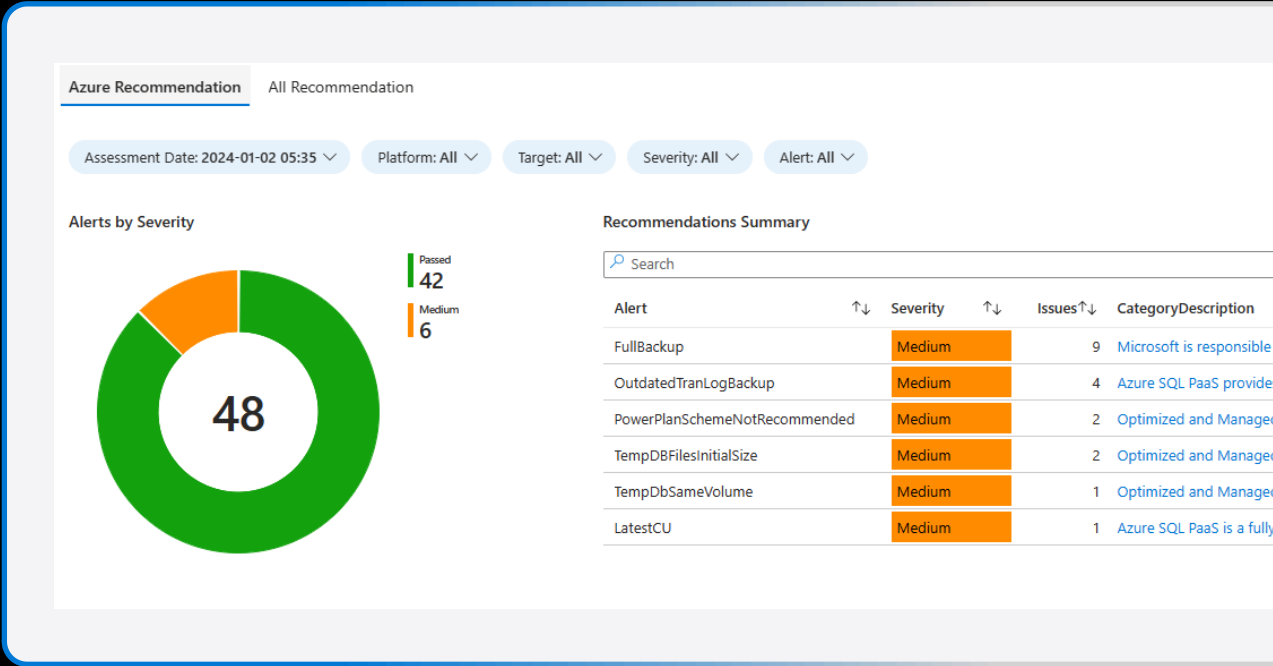 Azure Recommendation All Recommendation
Assessment Date: 2024-01-02 05:35 Platform: All Target: All Severity: All Alert: All
Alerts by Severity
Passed
42
Medium
6
48
Recommendations Summary
Search
Alert Severity Issues CategoryDescription
FullBackup Medium 9 Microsoft is responsible
OutdatedTranLogBackup Medium 4 Azure SQL PaaS provide
PowerPlanSchemeNotRecommended Medium 2 Optimized and Managed
TempDBFilesInitialSize Medium 2 Optimized and Managed
TempDbSameVolume Medium 1 Optimized and Managed
LatestCU Medium 1 Azure SQL PaaS is a fully